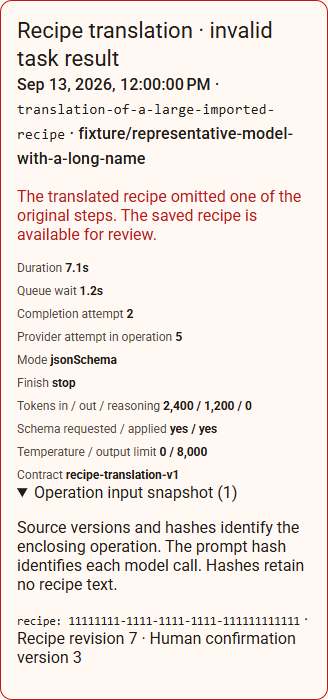 Recipe translation · invalid
task result
Sep 13, 2026, 12:00:00 PM ·
translation-of-a-large-imported-
recipe · fixture/representative-model-
with-a-long-name
The translated recipe omitted one of the
original steps. The saved recipe is
available for review.
Duration 7.1s
Queue wait 1.2s
Completion attempt 2
Provider attempt in operation 5
Mode jsonSchema
Finish stop
Tokens in / out / reasoning 2,400 / 1,200 / 0
Schema requested / applied yes / yes
Temperature / output limit 0 / 8,000
Contract recipe-translation-v1
▼ Operation input snapshot (1)
Source versions and hashes identify the
enclosing operation. The prompt hash
identifies each model call. Hashes retain
no recipe text.
recipe: 11111111-1111-1111-1111-111111111111 ·
Recipe revision 7 · Human confirmation
version 3